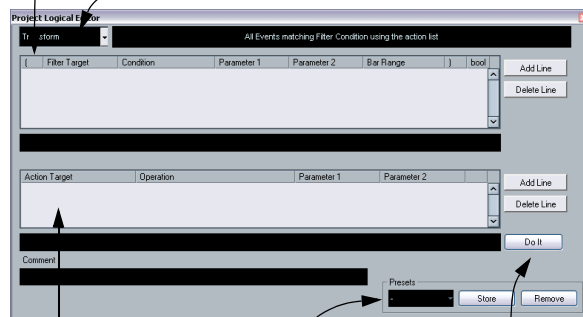 Project Logical Editor
Tr sform
All Events matching Filter Condition using the action list
( Filter Target Condition Parameter 1 Parameter 2 Bar Range ) bool
Add Line
Delete Line
Action Target Operation Parameter 1 Parameter 2
Add Line
Delete Line
Do It
Comment
Presets
- Store Remove